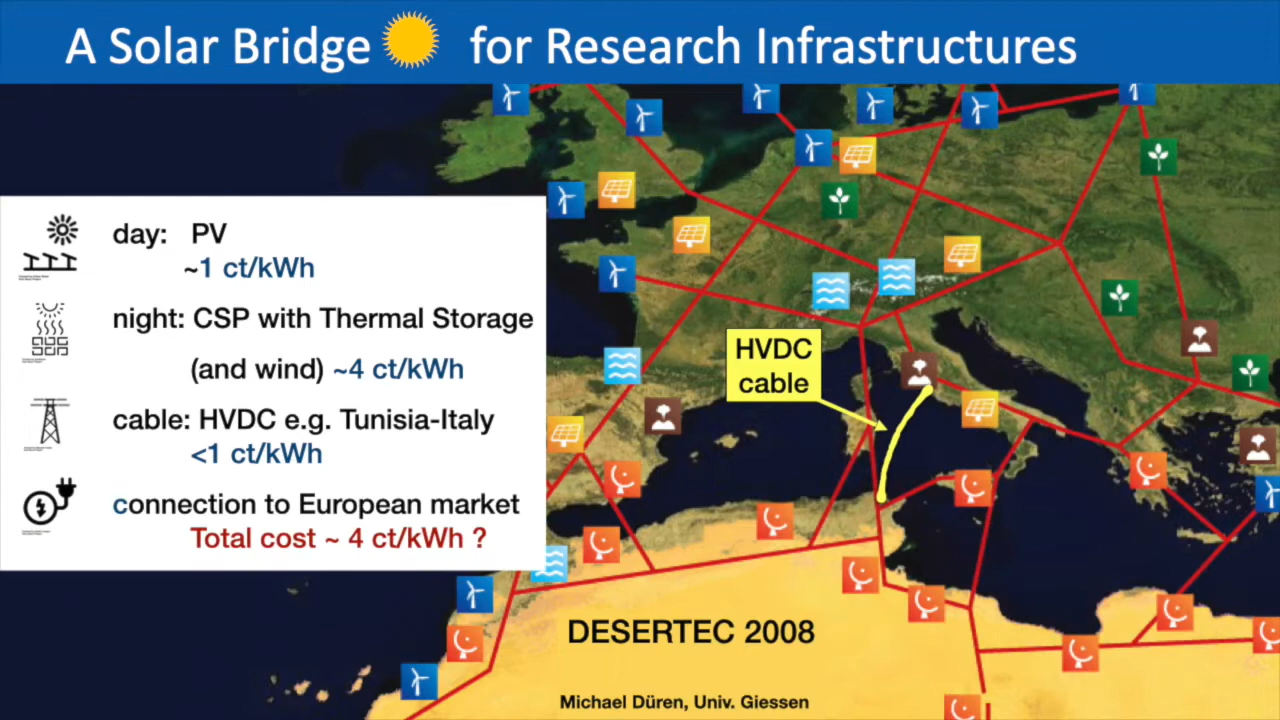 A Solar Bridge for Research Infrastructures
day: PV
~1 ct/kWh
night: CSP with Thermal Storage
(and wind) ~4 ct/kWh
cable: HVDC e.g. Tunisia-Italy
<1 ct/kWh
connection to European market
Total cost ~ 4 ct/kWh ?
HVDC
cable
DESERTEC 2008
Michael Düren, Univ. Giessen